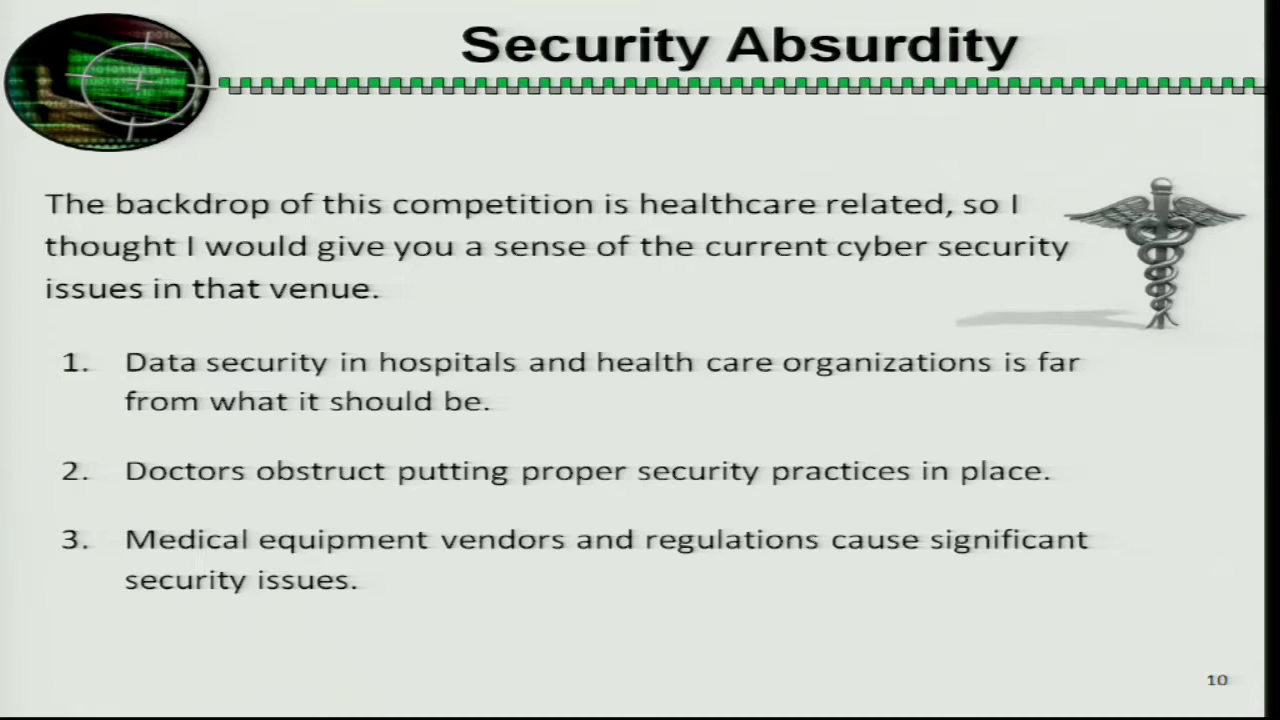 Security Absurdity
The backdrop of this competition is healthcare related, so I
thought I would give you a sense of the current cyber security
issues in that venue.
1. Data security in hospitals and health care organizations is far
from what it should be.
2. Doctors obstruct putting proper security practices in place.
3. Medical equipment vendors and regulations cause significant
security issues.
10